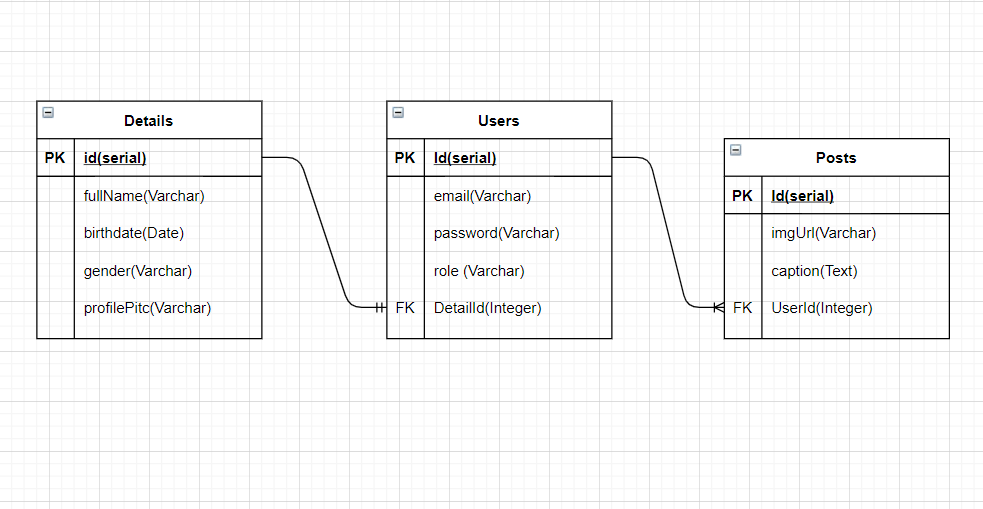 Details
PK id(serial)
fullName(Varchar)
birthdate(Date)
gender(Varchar)
profilePitc(Varchar)
Users
PK Id(serial)
email(Varchar)
password(Varchar)
role (Varchar)
FK DetailId(Integer)
Posts
PK Id(serial)
imgUrl(Varchar)
caption(Text)
FK UserId(Integer)